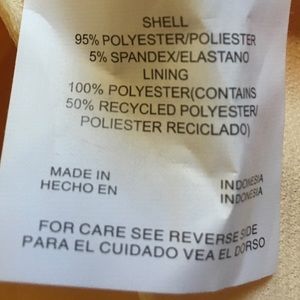 SHELL
95% POLYESTER/POLIESTER
5% SPANDEX/ELASTANO
LINING
100% POLYESTER(CONTAINS
50% RECYCLED POLYESTER/
POLIESTER RECICLADO)
MADE IN INDONESIA
HECHO EN INDONESIA
FOR CARE SEE REVERSE SIDE
PARA EL CUIDADO VEA EL DORSO